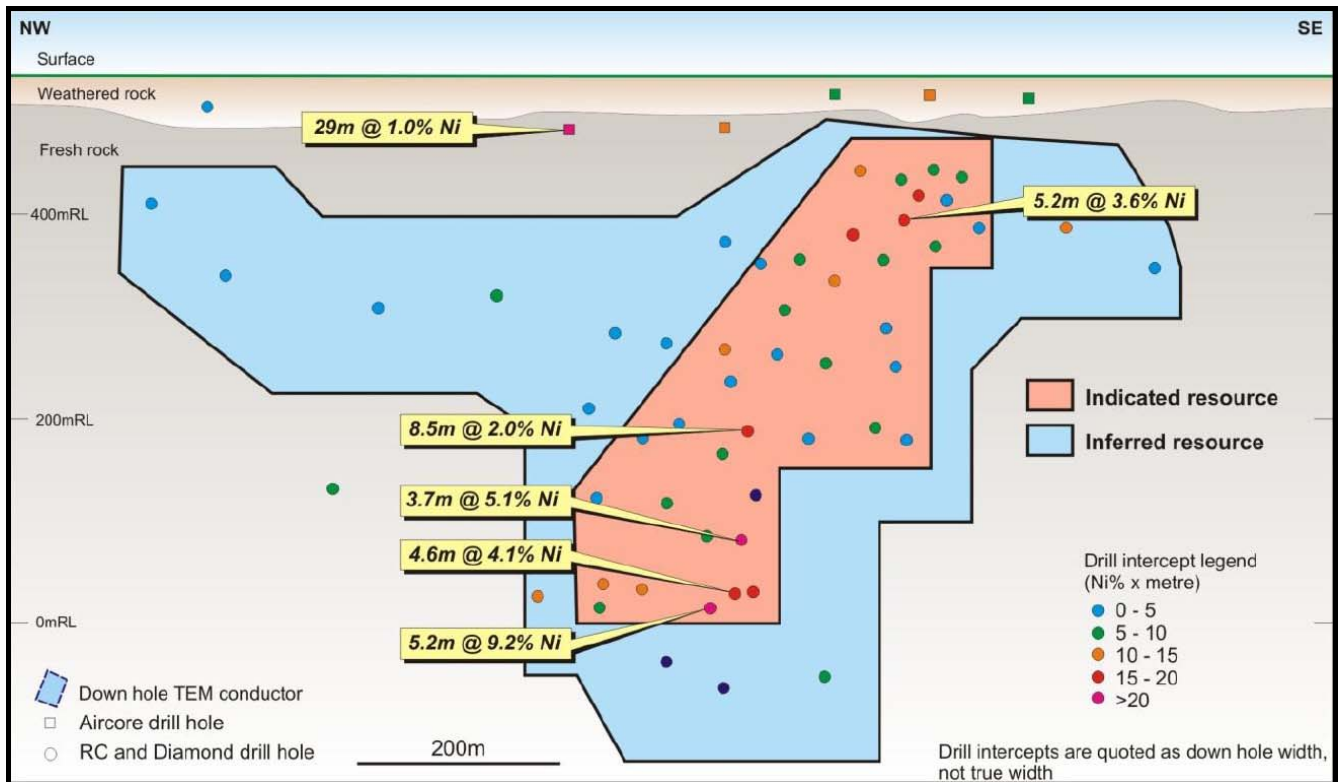 NW
SE
Surface
Weathered rock
29m @ 1.0% Ni
Fresh rock
5.2m @ 3.6% Ni
400mRL
Indicated resource
200mRL
8.5m @ 2.0% Ni
Inferred resource
3.7m @ 5.1% Ni
4.6m @ 4.1% Ni
Drill intercept legend
(Ni% x metre)
0 - 5
0mRL
5 - 10
5.2m @ 9.2% Ni
10 - 15
15 - 20
>20
Down hole TEM conductor
Aircore drill hole
RC and Diamond drill hole
200m
Drill intercepts are quoted as down hole width,
not true width